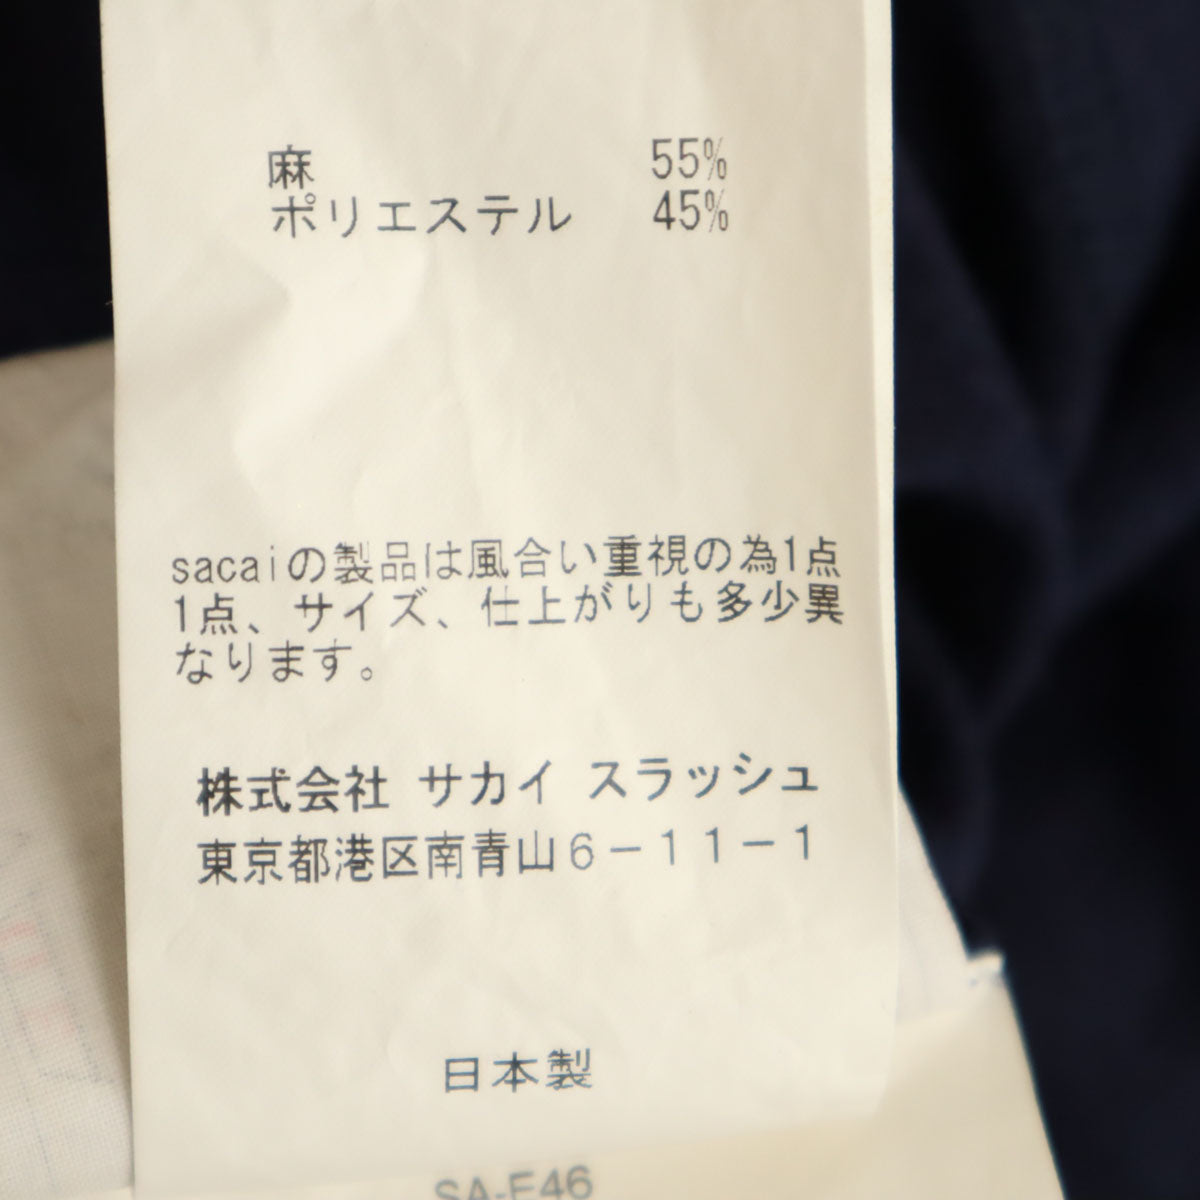 麻 55%
ポリエステル 45%
sacaiの製品は風合い重視の為1点
1点、サイズ、仕上がりも多少異
なります。
株式会社 サカイ スラッシュ
東京都港区南青山6－11－1
日本製
SA-E46